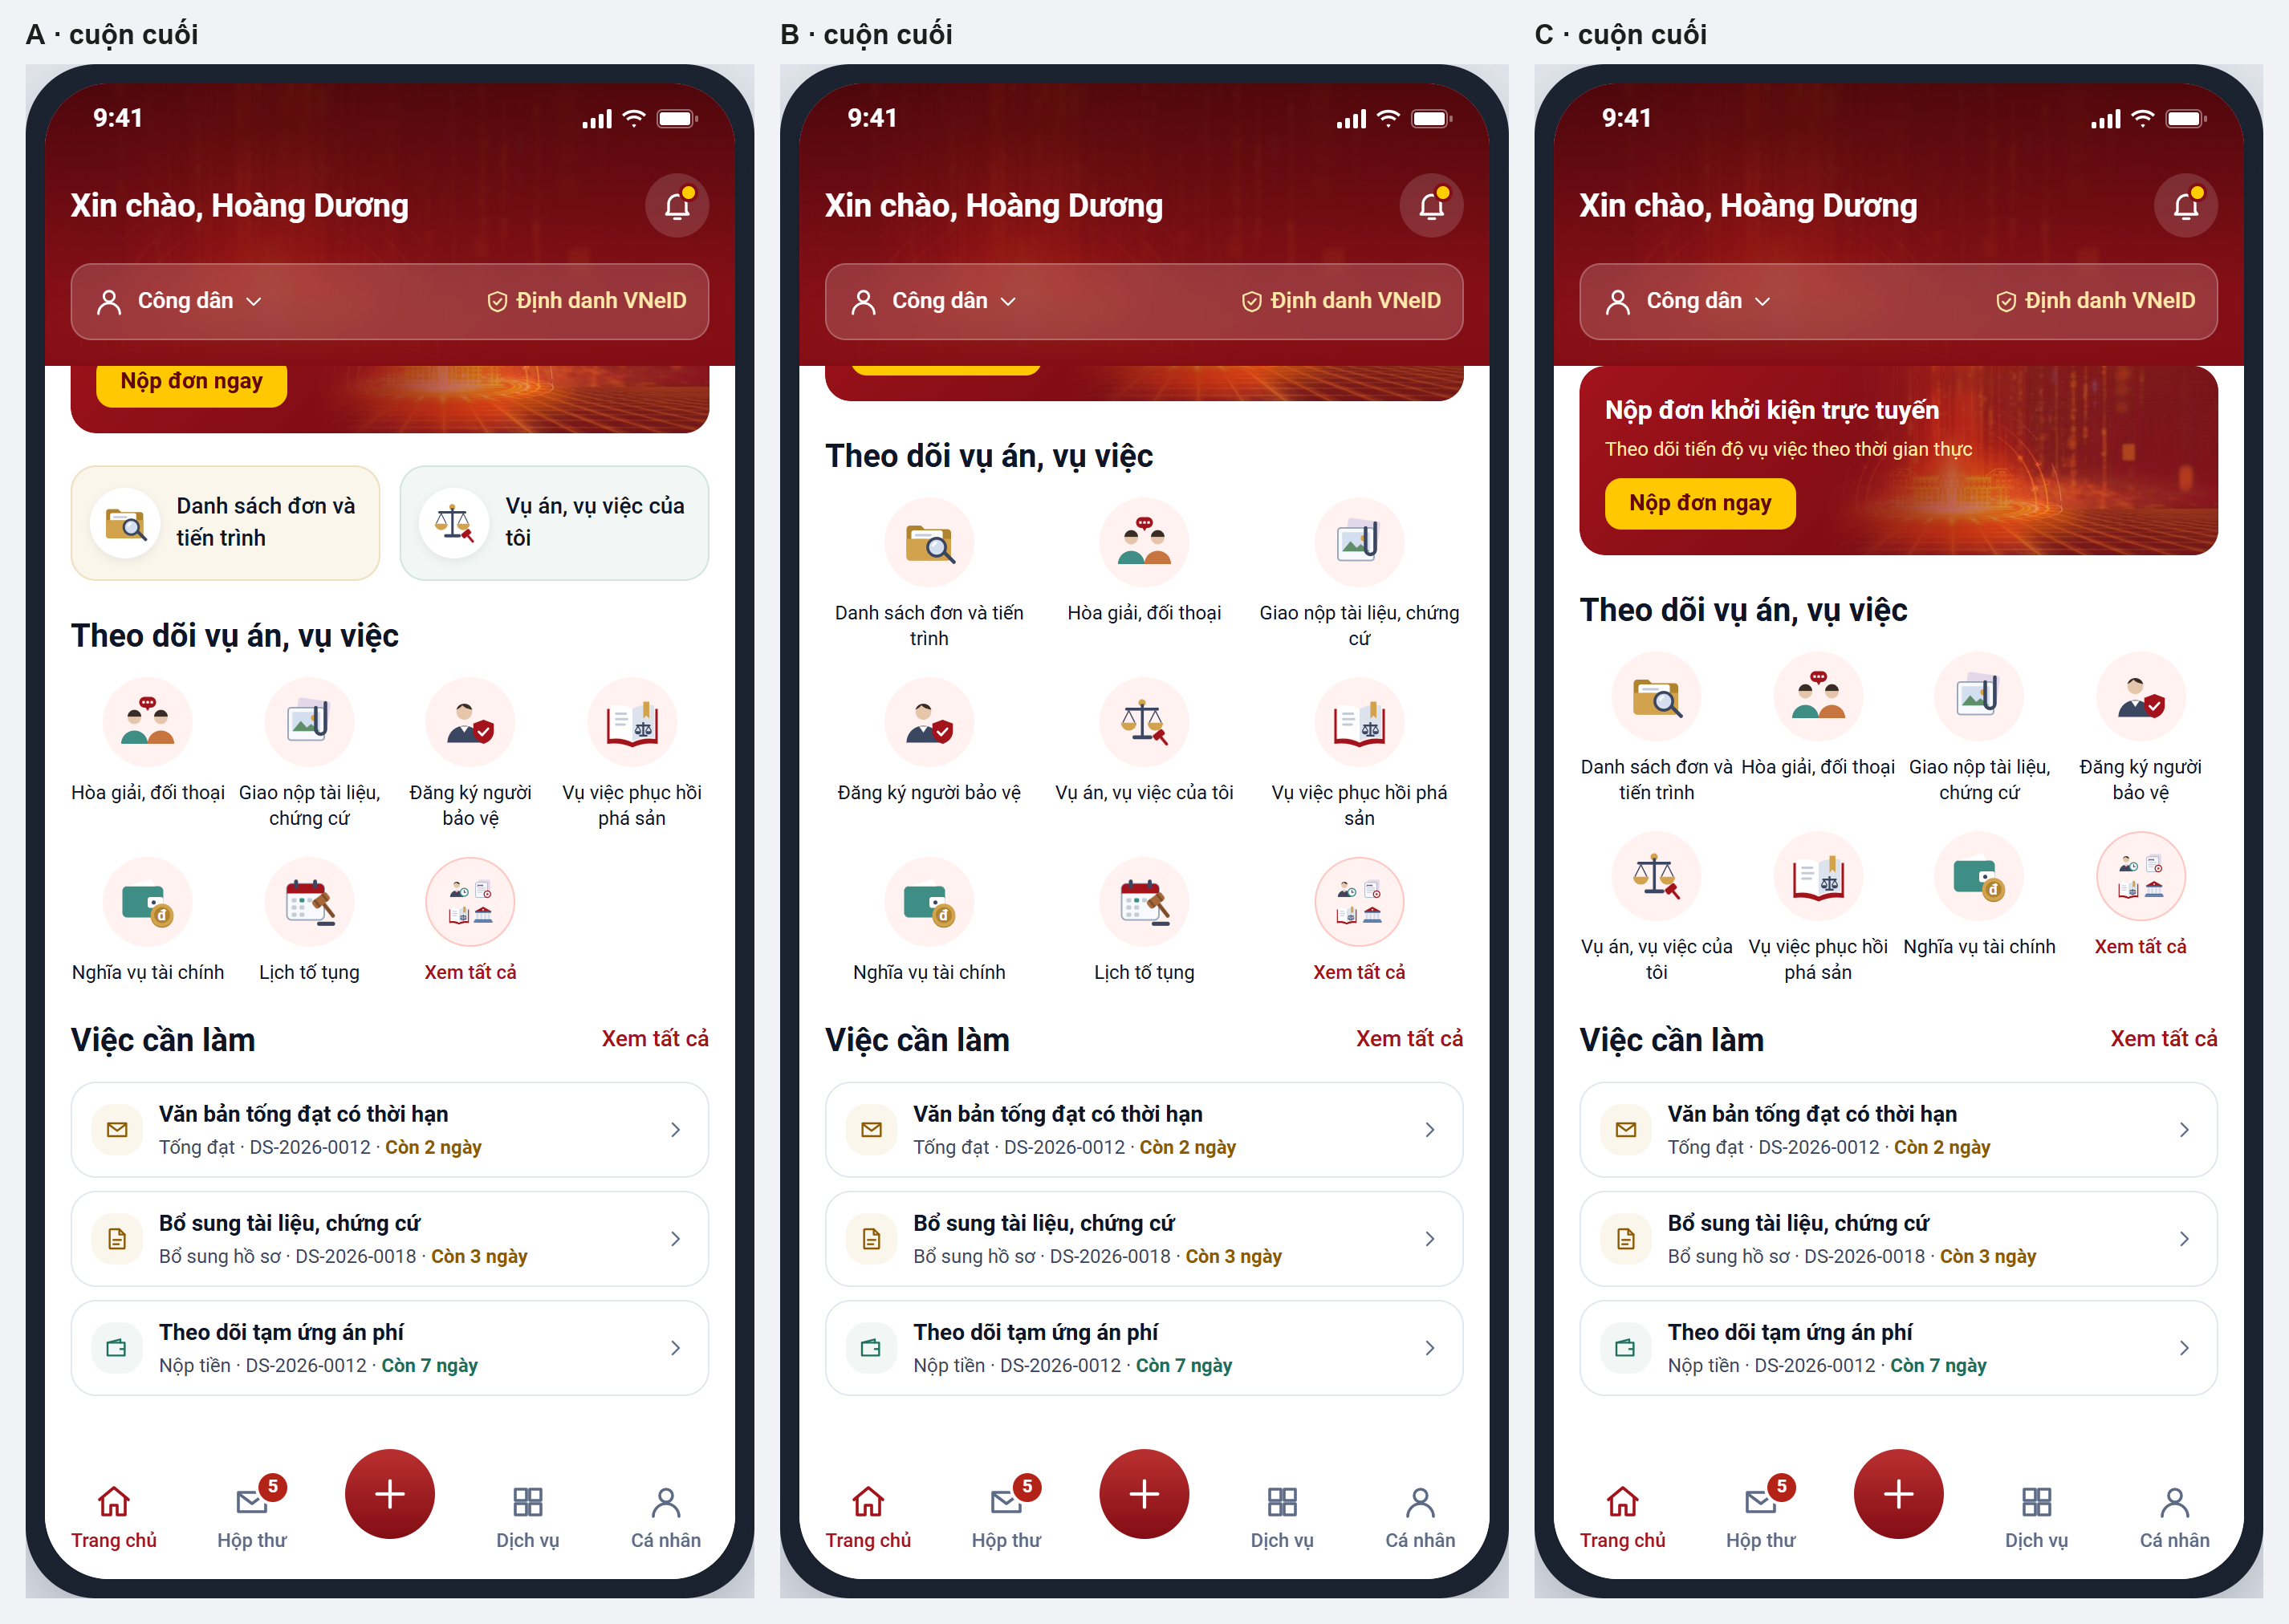 A · cuộn cuối
9:41
Xin chào, Hoàng Dương
Công dân
Định danh VNeID
Nộp đơn ngay
Danh sách đơn và
tiến trình
Vụ án, vụ việc của
tôi
Theo dõi vụ án, vụ việc
Hòa giải, đối thoại
Giao nộp tài liệu,
chứng cứ
Đăng ký người
bảo vệ
Vụ việc phục hồi
phá sản
đ
Nghĩa vụ tài chính
Lịch tố tụng
Xem tất cả
Việc cần làm
Xem tất cả
Văn bản tống đạt có thời hạn
Tống đạt · DS-2026-0012 · Còn 2 ngày
Bổ sung tài liệu, chứng cứ
Bổ sung hồ sơ · DS-2026-0018 · Còn 3 ngày
Theo dõi tạm ứng án phí
Nộp tiền · DS-2026-0012 · Còn 7 ngày
Trang chủ
5
Hộp thư
Dịch vụ
Cá nhân
B · cuộn cuối
9:41
Xin chào, Hoàng Dương
Công dân
Định danh VNeID
Theo dõi vụ án, vụ việc
Danh sách đơn và tiến
trình
Hòa giải, đối thoại
Giao nộp tài liệu, chứng
cứ
Đăng ký người bảo vệ
Vụ án, vụ việc của tôi
Vụ việc phục hồi phá
sản
đ
Nghĩa vụ tài chính
Lịch tố tụng
Xem tất cả
Việc cần làm
Xem tất cả
Văn bản tống đạt có thời hạn
Tống đạt · DS-2026-0012 · Còn 2 ngày
Bổ sung tài liệu, chứng cứ
Bổ sung hồ sơ · DS-2026-0018 · Còn 3 ngày
Theo dõi tạm ứng án phí
Nộp tiền · DS-2026-0012 · Còn 7 ngày
Trang chủ
5
Hộp thư
Dịch vụ
Cá nhân
C · cuộn cuối
9:41
Xin chào, Hoàng Dương
Công dân
Định danh VNeID
Nộp đơn khởi kiện trực tuyến
Theo dõi tiến độ vụ việc theo thời gian thực
Nộp đơn ngay
Theo dõi vụ án, vụ việc
Danh sách đơn và
tiến trình
Hòa giải, đối thoại
Giao nộp tài liệu,
chứng cứ
Đăng ký người
bảo vệ
Vụ án, vụ việc của
tôi
Vụ việc phục hồi
phá sản
đ
Nghĩa vụ tài chính
Xem tất cả
Việc cần làm
Xem tất cả
Văn bản tống đạt có thời hạn
Tống đạt · DS-2026-0012 · Còn 2 ngày
Bổ sung tài liệu, chứng cứ
Bổ sung hồ sơ · DS-2026-0018 · Còn 3 ngày
Theo dõi tạm ứng án phí
Nộp tiền · DS-2026-0012 · Còn 7 ngày
Trang chủ
5
Hộp thư
Dịch vụ
Cá nhân